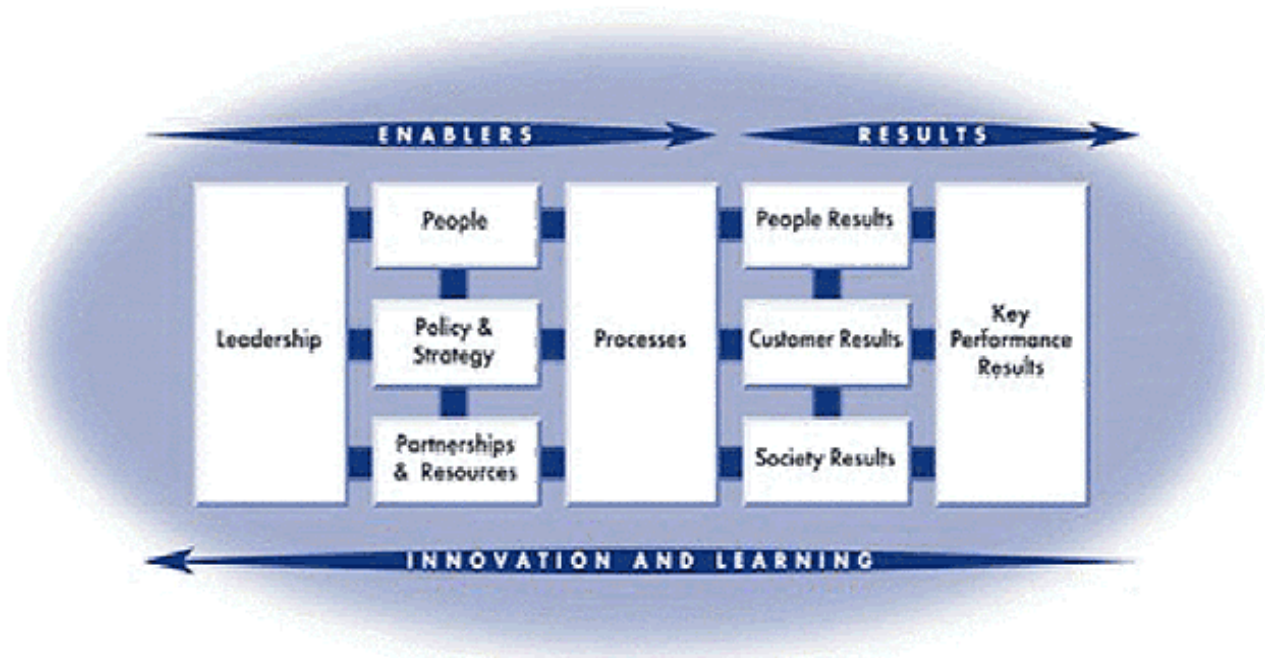 ENABLERS
RESULTS
Leadership
People
Policy &
Strategy
Partnerships
& Resources
Processes
People Results
Customer Results
Society Results
Key
Performance
Results
INNOVATION AND LEARNING